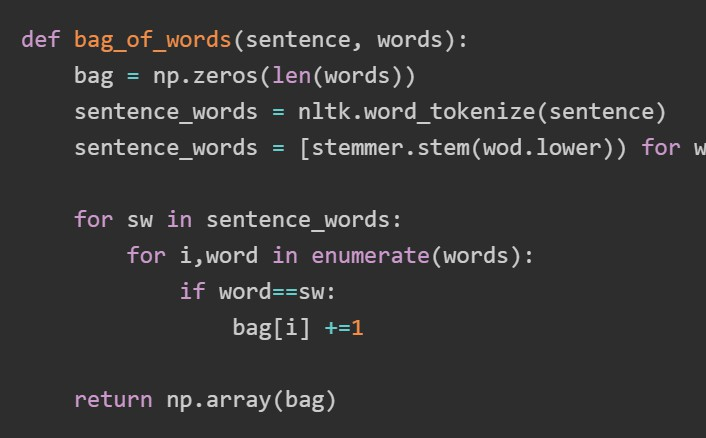 def bag_of_words(sentence, words):
    bag = np.zeros(len(words))
    sentence_words = nltk.word_tokenize(sentence)
    sentence_words = [stemmer.stem(wod.lower)) for w
    for sw in sentence_words:
        for i,word in enumerate(words):
            if word==sw:
                bag[i] +=1
    return np.array(bag)